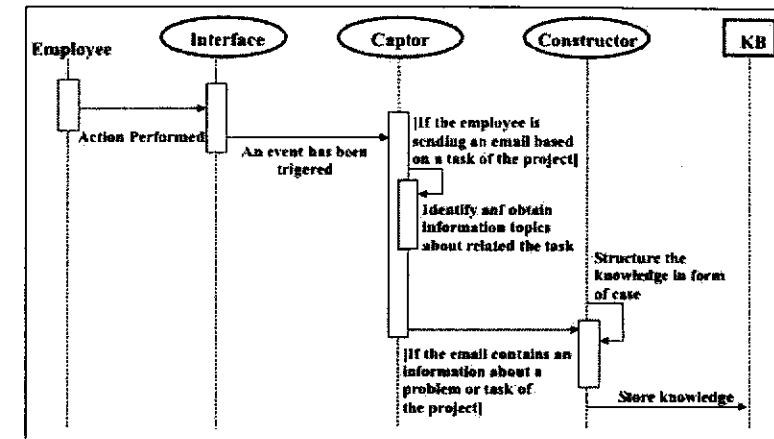 Employee
Interface
Captor
Constructor
KB
Action Performed
An event has been
trigered
|If the employee is
sending an email based
on a task of the project|
Identify anf obtain
information topics
about related the task
Structure the
knowledge in form
of case
|If the email contains an
information about a
problem or task of
the project|
Store knowledge